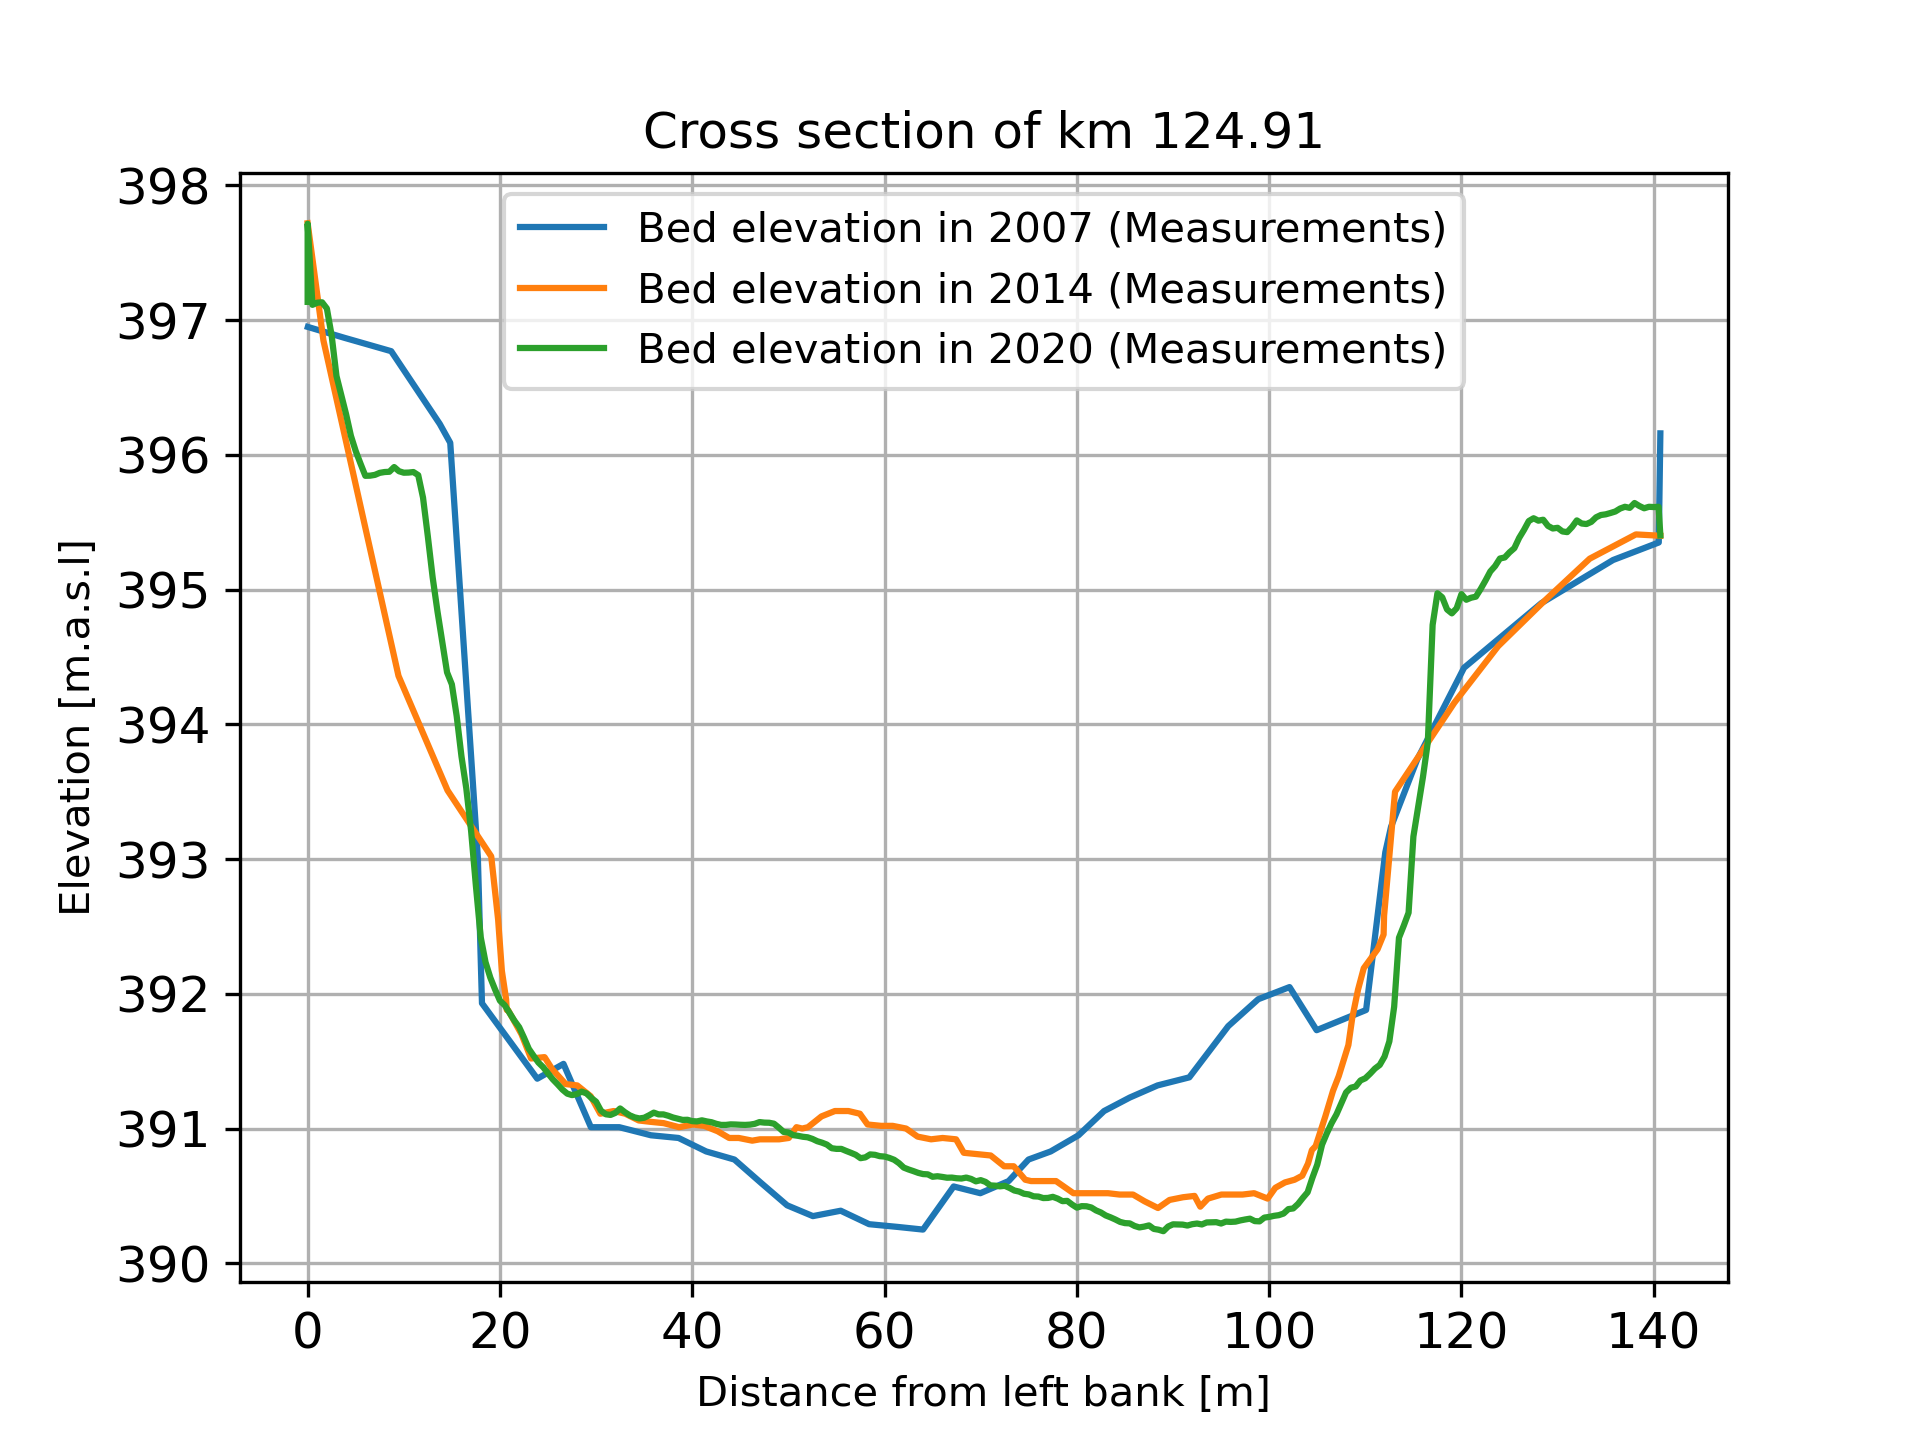 Cross section of km 124.91
Bed elevation in 2007 (Measurements)
Bed elevation in 2014 (Measurements)
Bed elevation in 2020 (Measurements)
Elevation [m.a.s.l]
398
397
396
395
394
393
392
391
390
0 20 40 60 80 100 120 140
Distance from left bank [m]